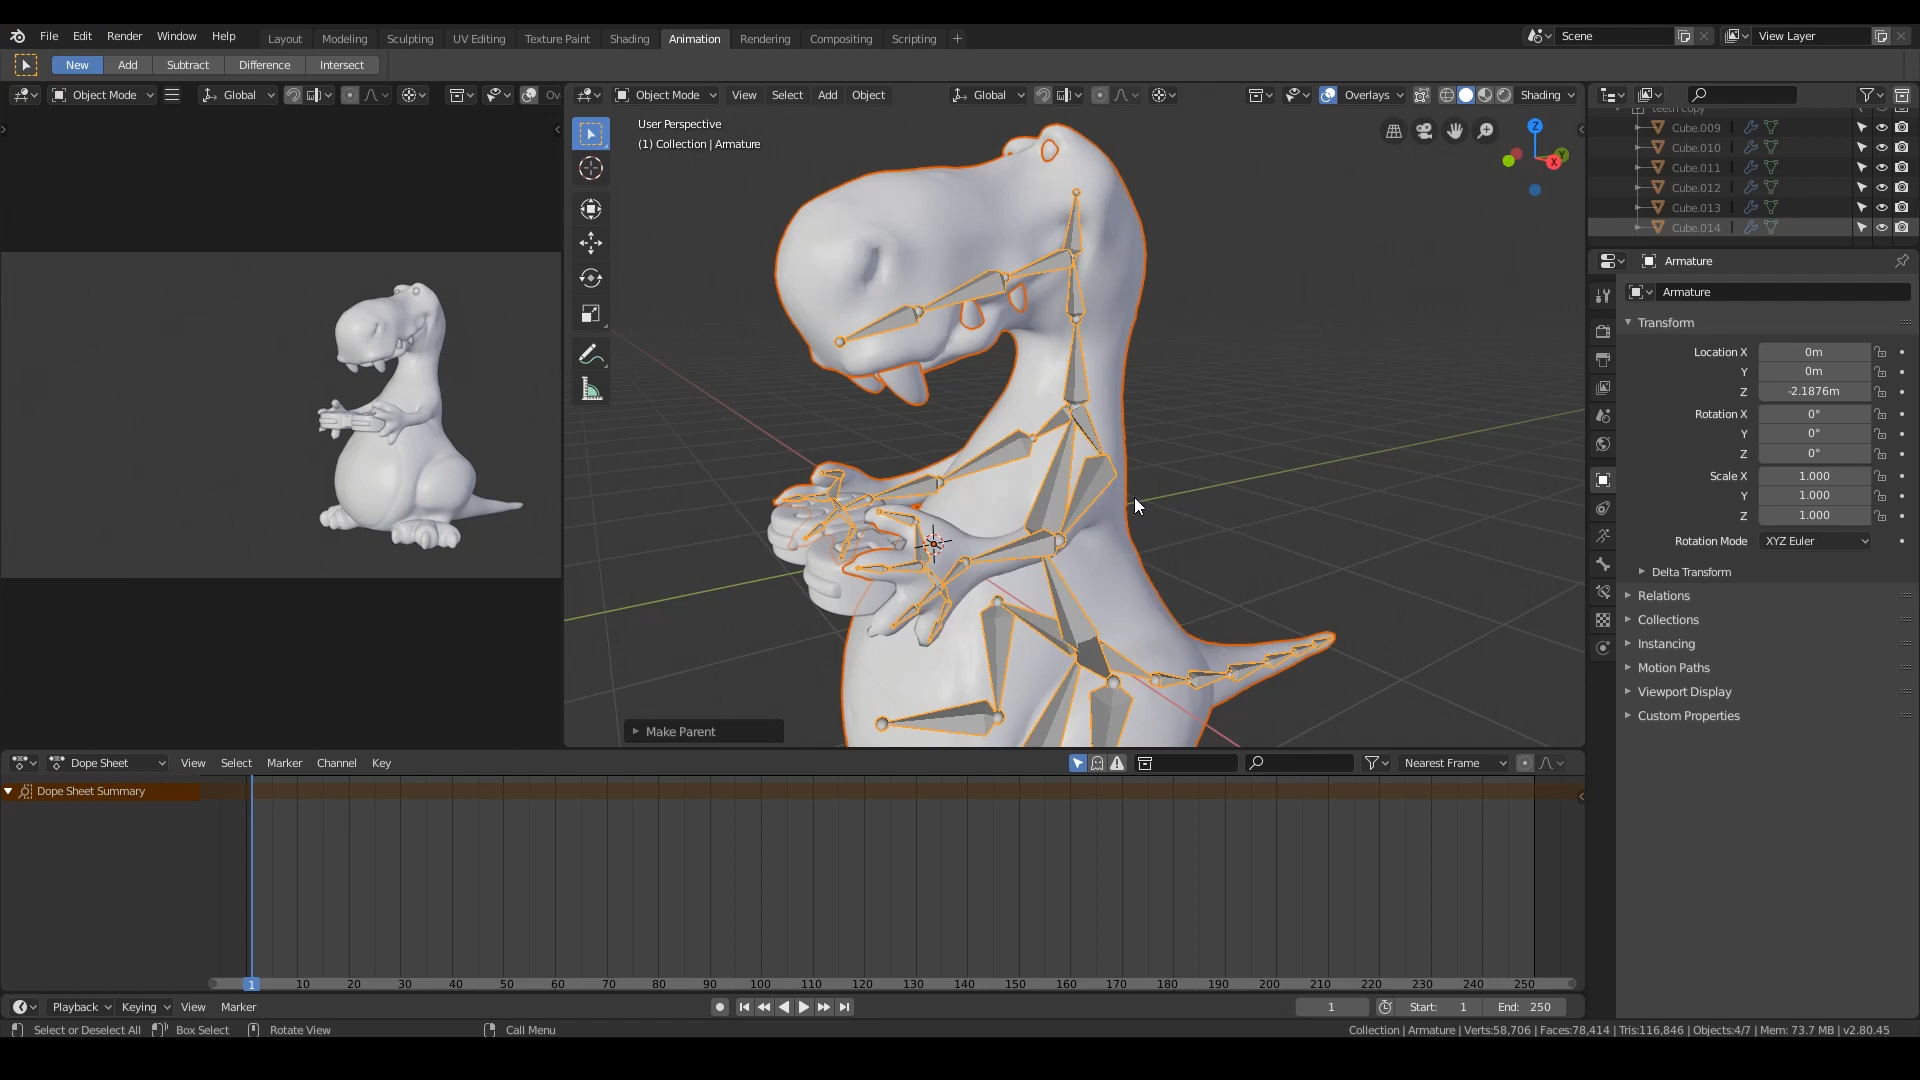 File Edit Render Window Help Layout Modeling Sculpting UV Editing Texture Paint Shading Animation Rendering Compositing Scripting + Scene View Layer
New Add Subtract Difference Intersect
Object Mode Global Ov Object Mode View Select Add Object Global Overlays Shading
User Perspective
(1) Collection | Armature
Z
Y
X
teeth copy
Cube.009
Cube.010
Cube.011
Cube.012
Cube.013
Cube.014
Armature
Armature
Transform
Location X 0m
Y 0m
Z -2.1876m
Rotation X 0°
Y 0°
Z 0°
Scale X 1.000
Y 1.000
Z 1.000
Rotation Mode XYZ Euler
Delta Transform
Relations
Collections
Instancing
Motion Paths
Viewport Display
Custom Properties
Make Parent
Dope Sheet View Select Marker Channel Key Nearest Frame
Dope Sheet Summary
1 10 20 30 40 50 60 70 80 90 100 110 120 130 140 150 160 170 180 190 200 210 220 230 240 250
Playback Keying View Marker 1 Start: 1 End: 250
Select or Deselect All Box Select Rotate View Call Menu Collection | Armature | Verts:58,706 | Faces:78,414 | Tris:116,846 | Objects:4/7 | Mem: 73.7 MB | v2.80.45